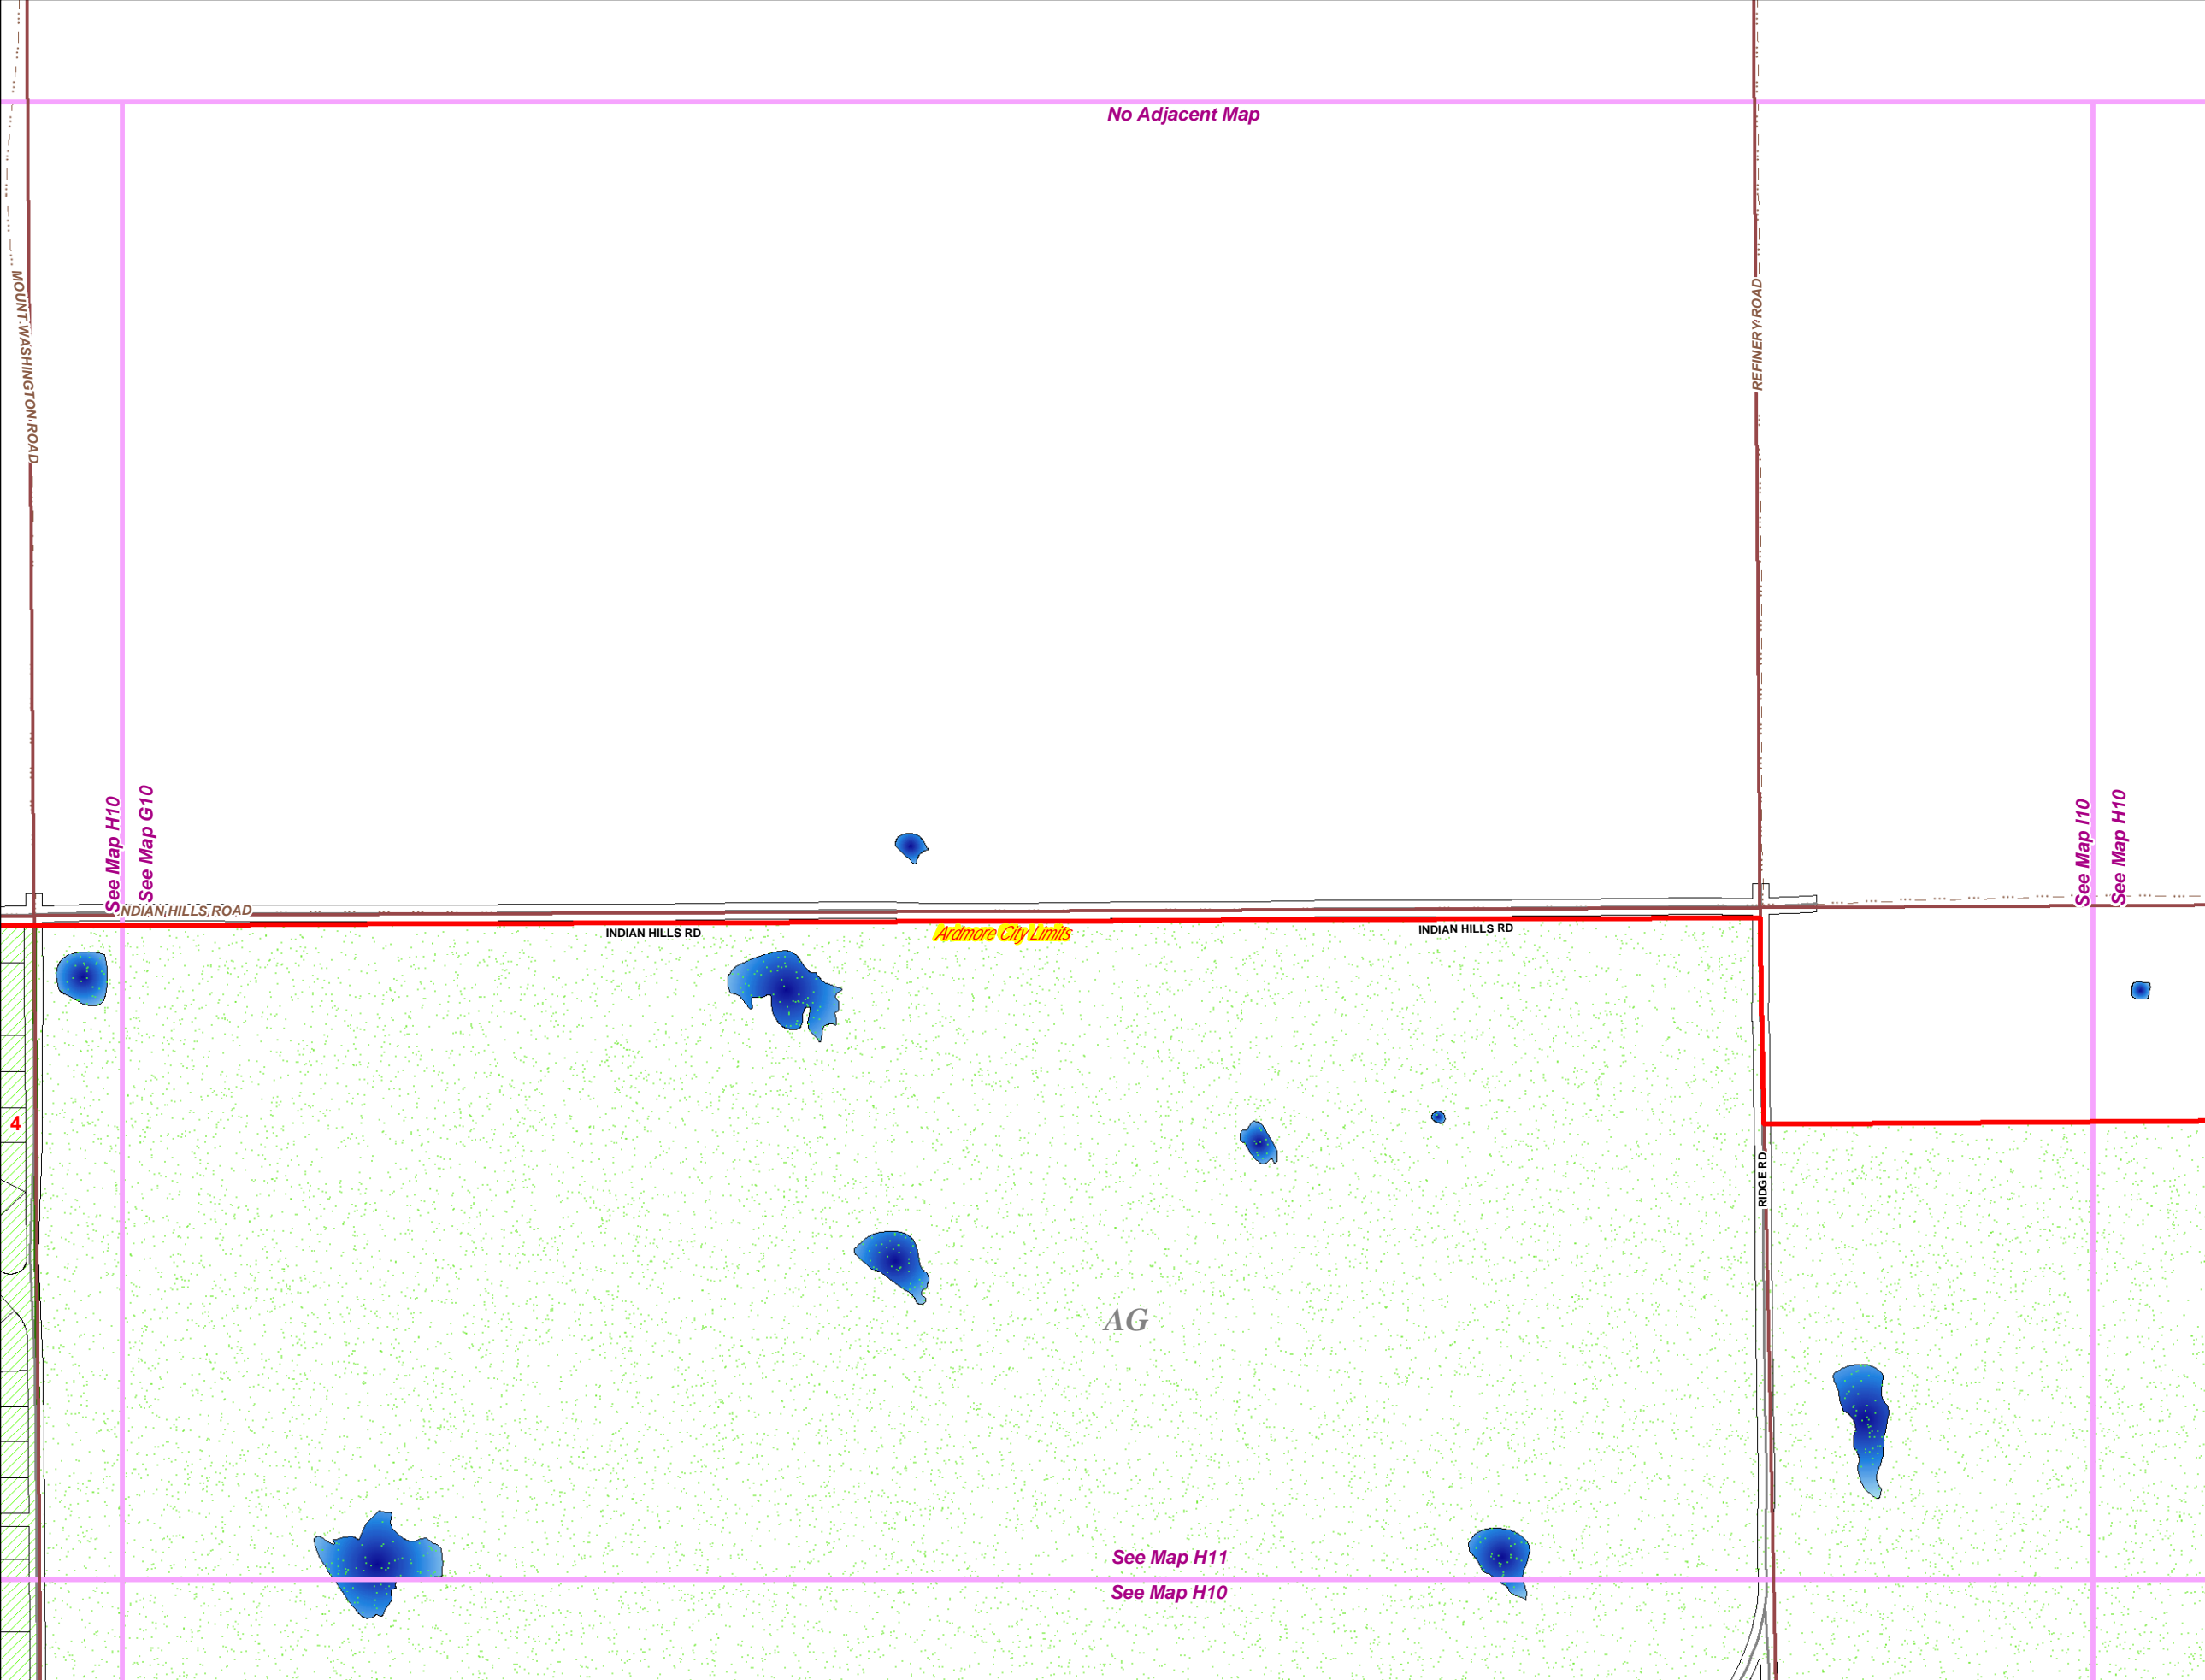 No Adjacent Map
MOUNT WASHINGTON ROAD
REFINERY ROAD
See Map H10
See Map G10
See Map I10
See Map H10
INDIAN HILLS ROAD
INDIAN HILLS RD
Ardmore City Limits
INDIAN HILLS RD
4
RIDGE RD
AG
See Map H11
See Map H10